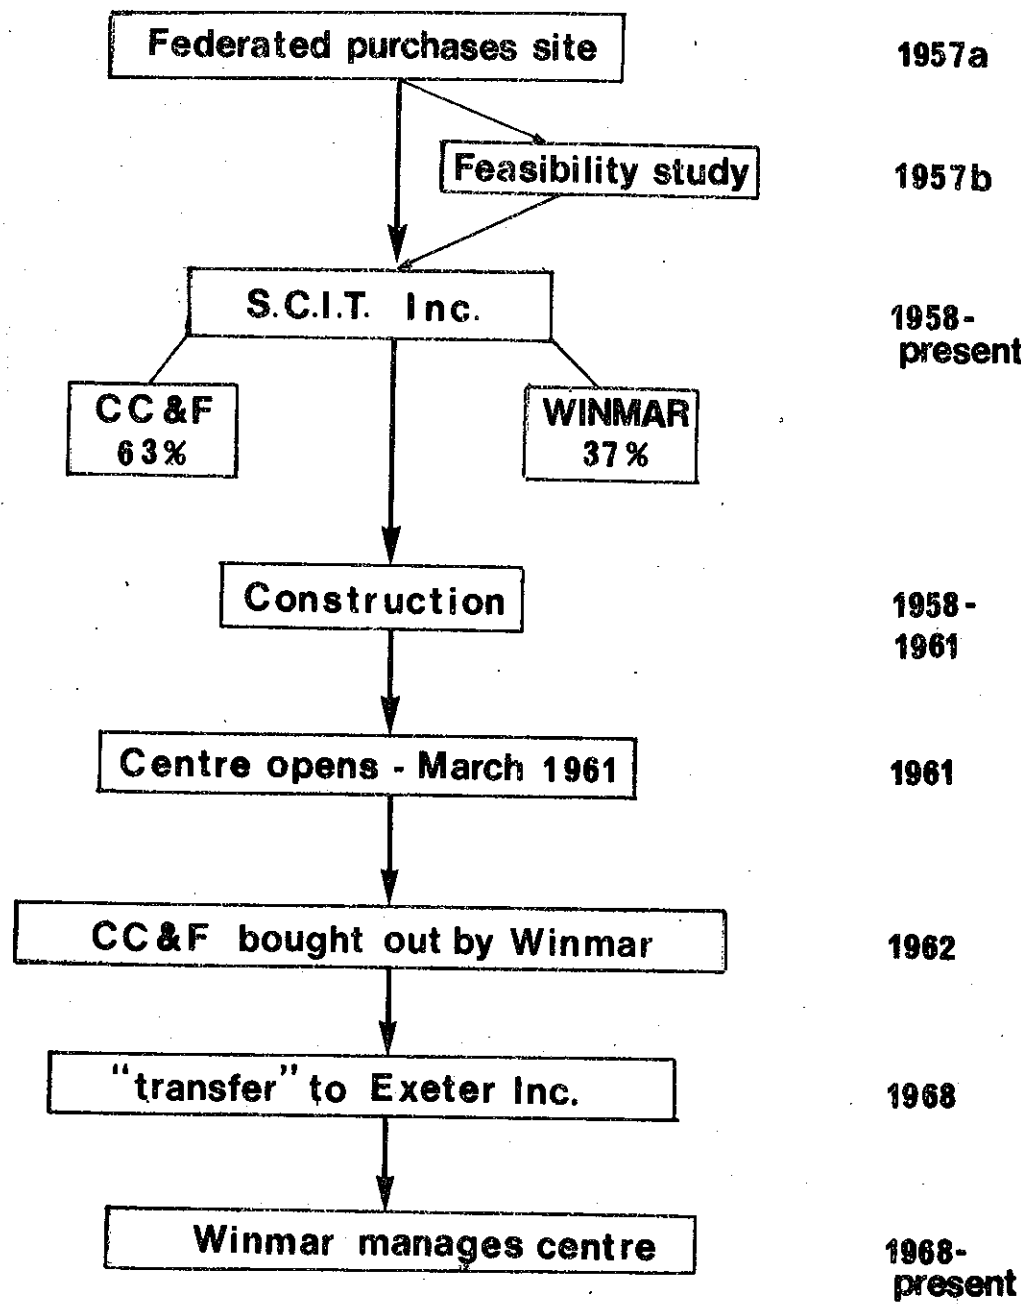 Federated purchases site 1957a
Feasibility study 1957b
S.C.I.T. Inc. 1958-
present
CC&F WINMAR
63% 37%
Construction 1958-
1961
Centre opens - March 1961 1961
CC&F bought out by Winmar 1962
"transfer" to Exeter Inc. 1968
Winmar manages centre 1968-
present